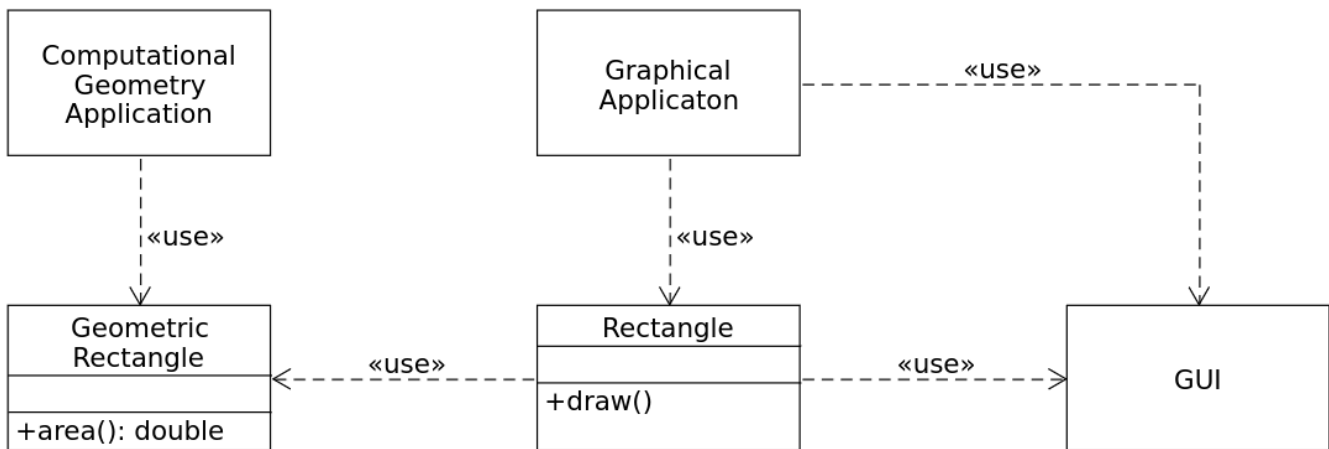 Computational
Geometry
Application
Graphical
Applicaton
«use»
«use»
«use»
Geometric
Rectangle
+area(): double
«use»
Rectangle
+draw()
«use»
GUI